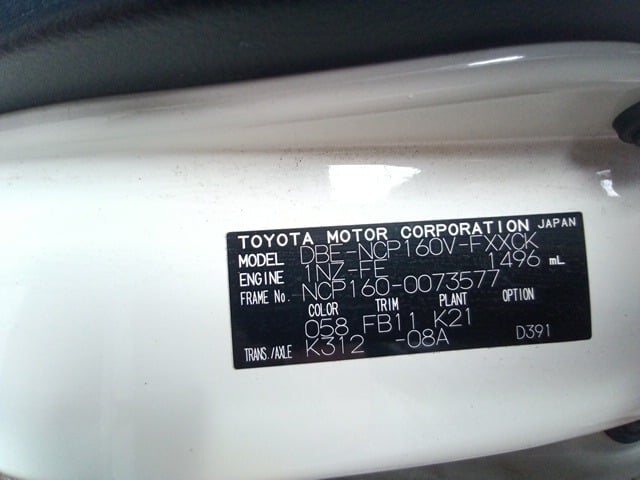 TOYOTA MOTOR CORPORATION JAPAN
MODEL DBE-NCP160V-FXXCK
ENGINE 1NZ-FE 1496 mL
FRAME No. NCP160-0073577
COLOR TRIM PLANT OPTION
058 FB11 K21
TRANS./AXLE K312 -08A D391